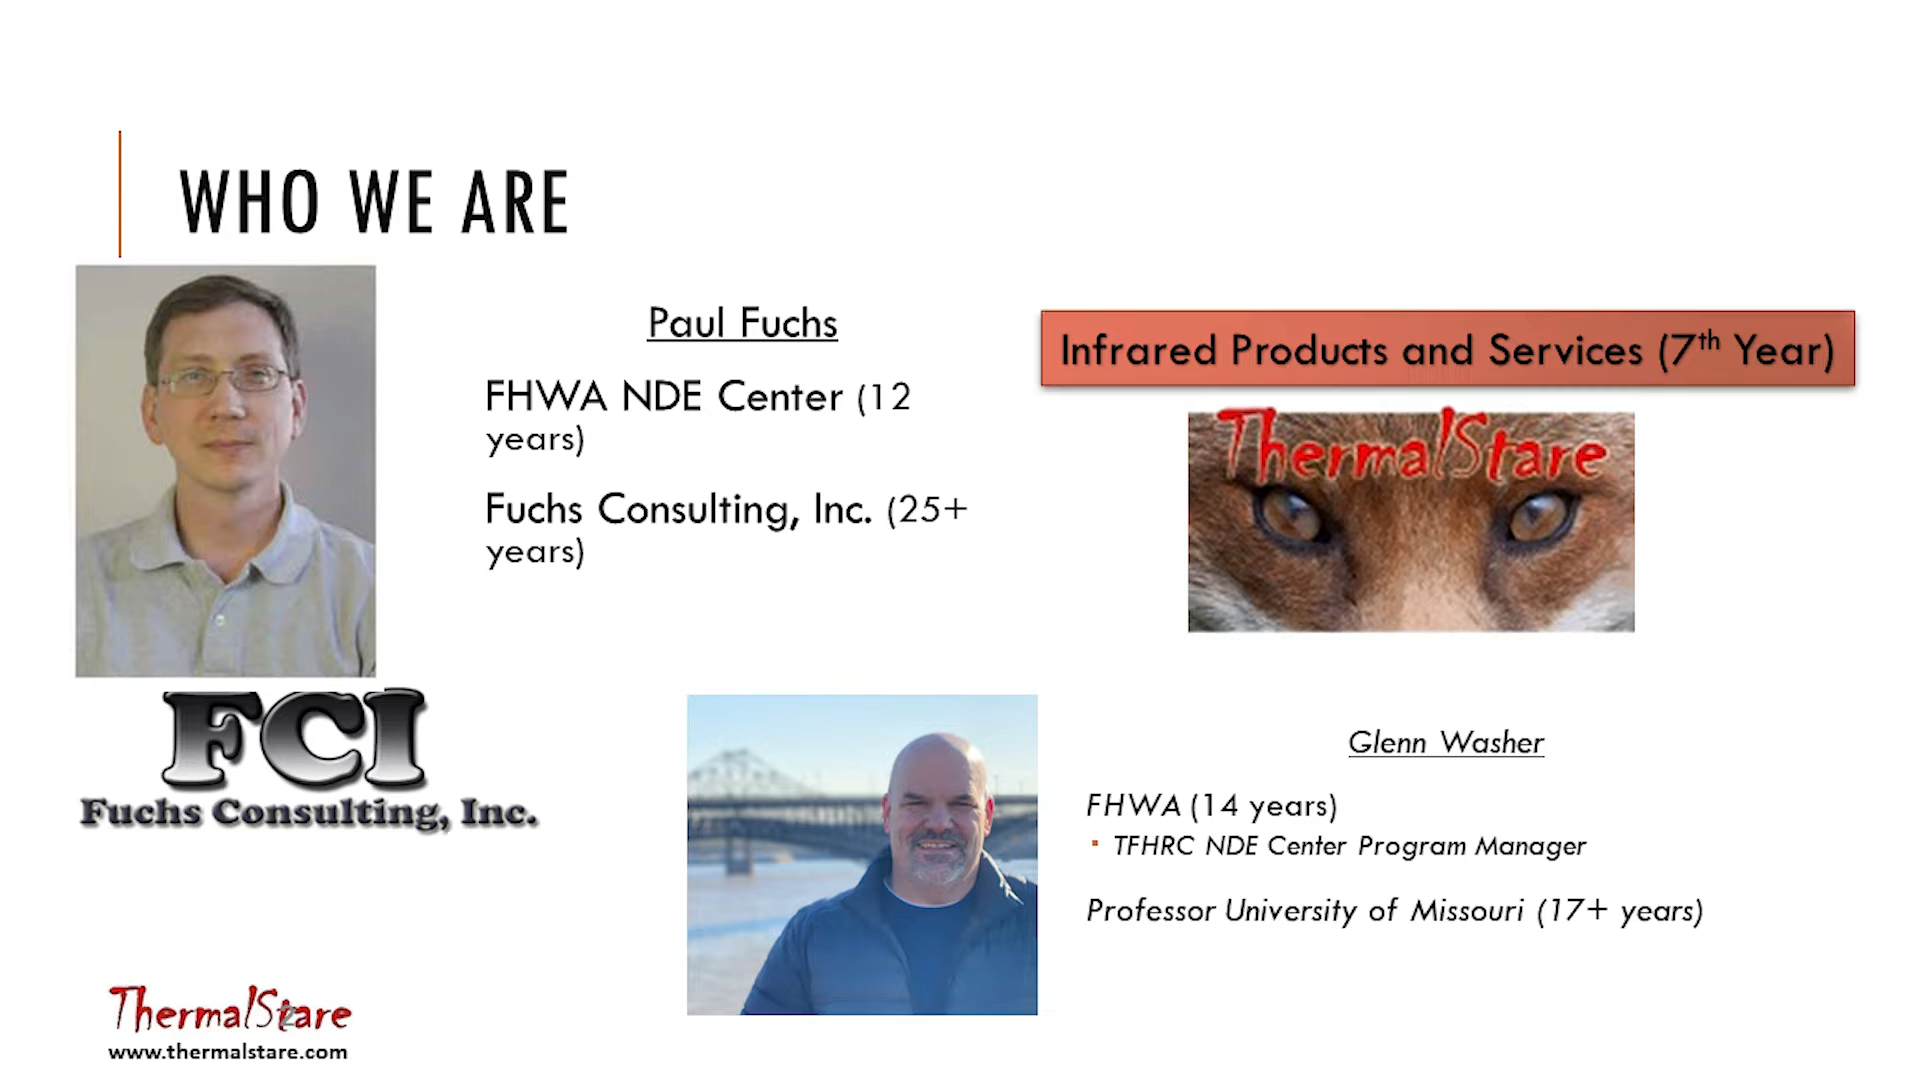 WHO WE ARE
Paul Fuchs
FHWA NDE Center (12
years)
Fuchs Consulting, Inc. (25+
years)
Infrared Products and Services (7th Year)
ThermalStare
FCI
Fuchs Consulting, Inc.
Glenn Washer
FHWA (14 years)
▪ TFHRC NDE Center Program Manager
Professor University of Missouri (17+ years)
ThermalStare
2
www.thermalstare.com